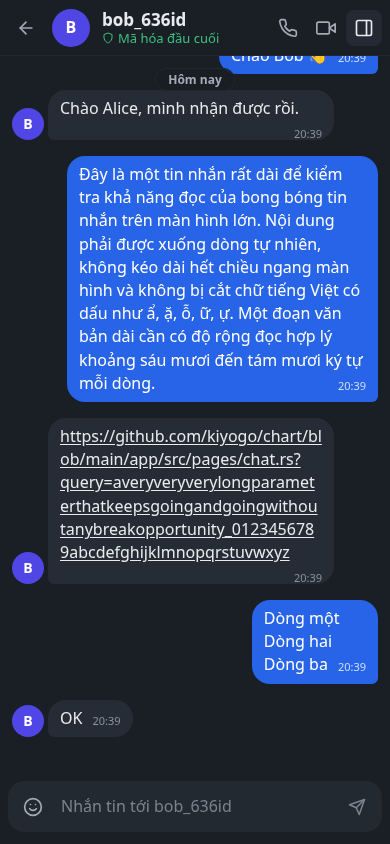 B
bob_636id
Mã hóa đầu cuối
Chào Bob 👋 20:39
Hôm nay
Chào Alice, mình nhận được rồi.
B
20:39
Đây là một tin nhắn rất dài để kiểm
tra khả năng đọc của bong bóng tin
nhắn trên màn hình lớn. Nội dung
phải được xuống dòng tự nhiên,
không kéo dài hết chiều ngang màn
hình và không bị cắt chữ tiếng Việt có
dấu như ẩ, ặ, ỗ, ữ, ự. Một đoạn văn
bản dài cần có độ rộng đọc hợp lý
khoảng sáu mươi đến tám mươi ký tự
mỗi dòng. 20:39
https://github.com/kiyogo/chart/bl
ob/main/app/src/pages/chat.rs?
query=averyveryverylongparamet
erthatkeepsgoingandgoingwithou
tanybreakopportunity_012345678
9abcdefghijklmnopqrstuvwxyz
B
20:39
Dòng một
Dòng hai
Dòng ba 20:39
B
OK 20:39
Nhắn tin tới bob_636id